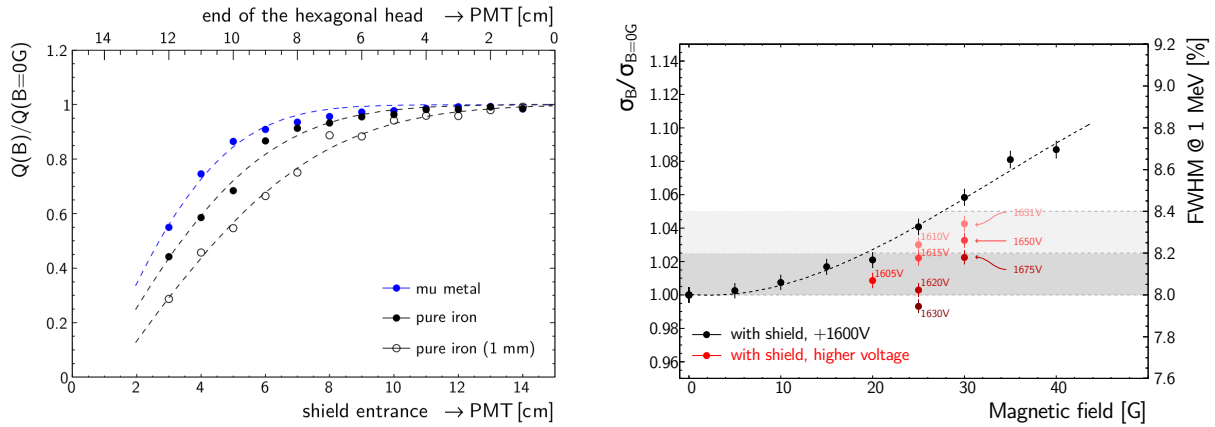 end of the hexagonal head → PMT [cm]
14 12 10 8 6 4 2 0
Q(B)/Q(B=0G)
1.2
1
0.8
0.6
0.4
0.2
0
mu metal
pure iron
pure iron (1 mm)
2 4 6 8 10 12 14
shield entrance → PMT [cm]
σB/σB=0G
1.14
1.12
1.10
1.08
1.06
1.04
1.02
1.00
0.98
0.96
9.2
9.0
8.8
8.6
8.4
8.2
8.0
7.8
7.6
FWHM @ 1 MeV [%]
1631V
1610V
1650V
1615V
1675V
1605V
1620V
1630V
with shield, +1600V
with shield, higher voltage
0 10 20 30 40
Magnetic field [G]